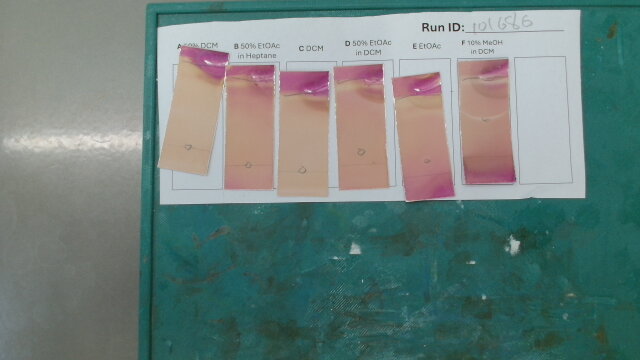 Run ID: 101686
A 50% DCM
B 50% EtOAc
in Heptane
C DCM
D 50% EtOAc
in DCM
E EtOAc
F 10% MeOH
in DCM